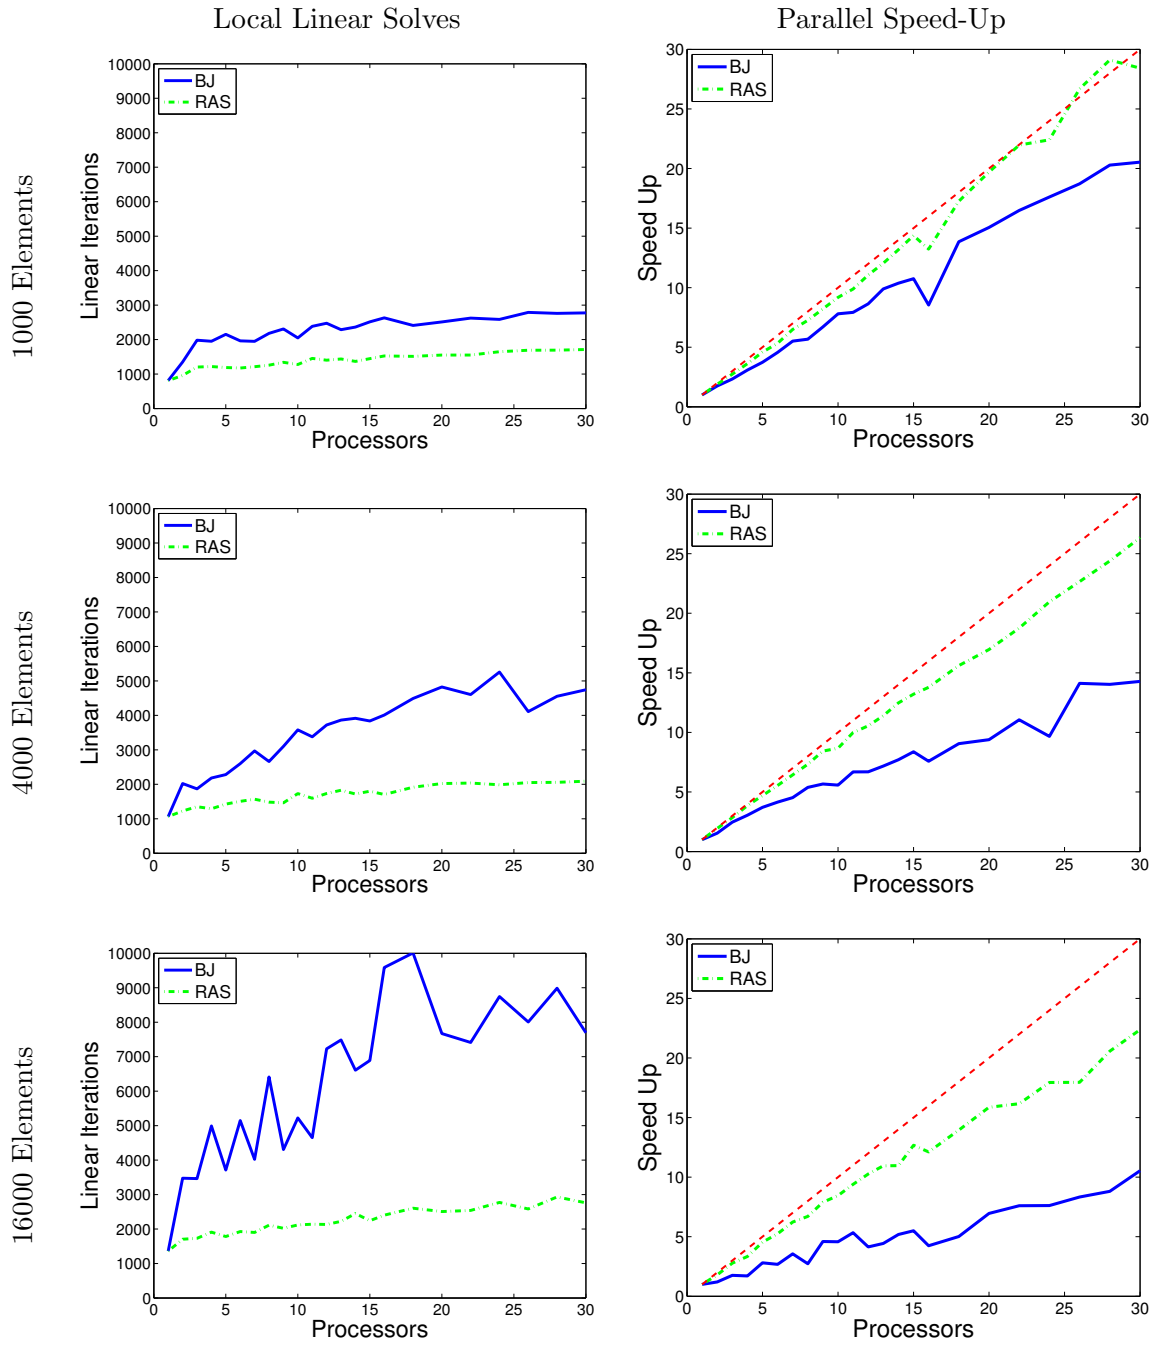 Local Linear Solves
Parallel Speed-Up
1000 Elements
Linear Iterations
10000
9000
8000
7000
6000
5000
4000
3000
2000
1000
0
BJ
RAS
0 5 10 15 20 25 30
Processors
Speed Up
30
25
20
15
10
5
0
BJ
RAS
0 5 10 15 20 25 30
Processors
4000 Elements
Linear Iterations
10000
9000
8000
7000
6000
5000
4000
3000
2000
1000
0
BJ
RAS
0 5 10 15 20 25 30
Processors
Speed Up
30
25
20
15
10
5
0
BJ
RAS
0 5 10 15 20 25 30
Processors
16000 Elements
Linear Iterations
10000
9000
8000
7000
6000
5000
4000
3000
2000
1000
0
BJ
RAS
0 5 10 15 20 25 30
Processors
Speed Up
30
25
20
15
10
5
0
BJ
RAS
0 5 10 15 20 25 30
Processors